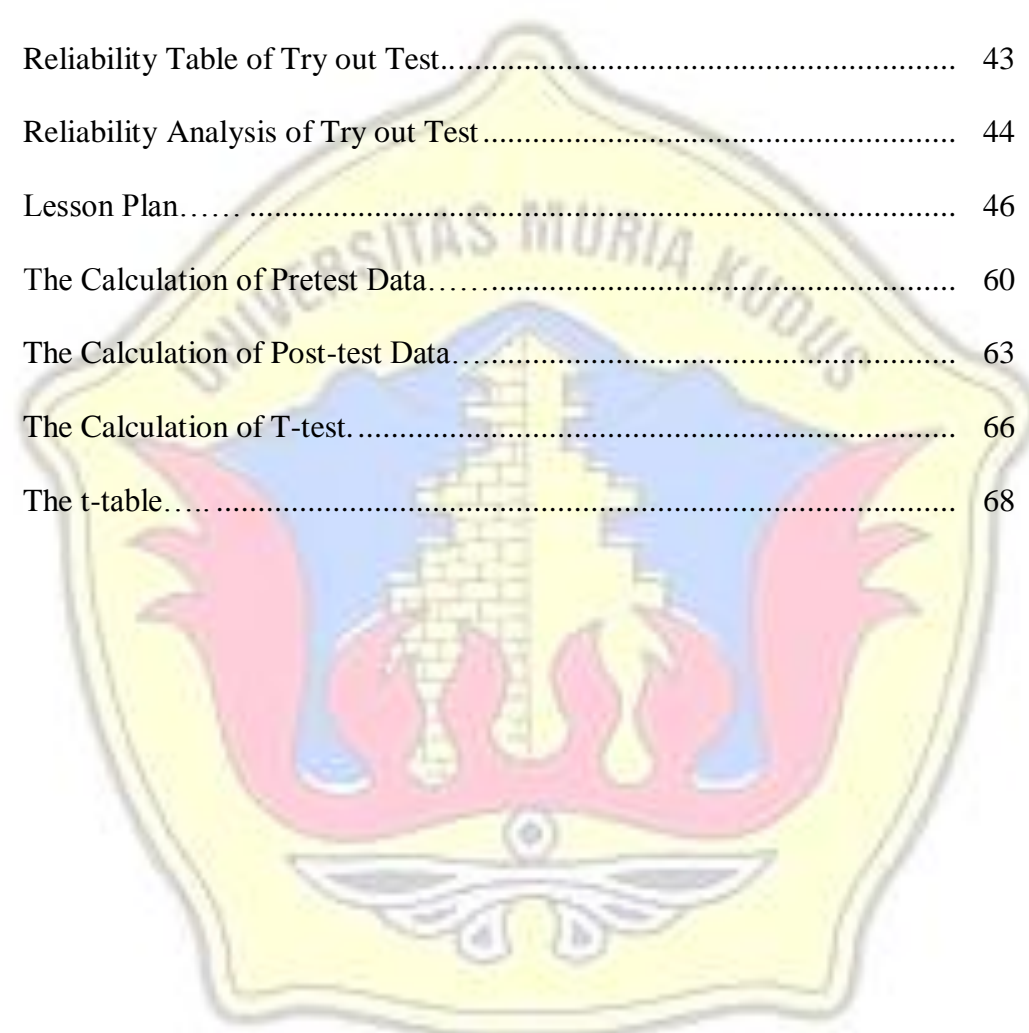 Reliability Table of Try out Test.................................................................. 43
Reliability Analysis of Try out Test ............................................................ 44
Lesson Plan…… .......................................................................................... 46
The Calculation of Pretest Data……........................................................... 60
The Calculation of Post-test Data…............................................................ 63
The Calculation of T-test. ............................................................................ 66
The t-table….. .............................................................................................. 68
UNIVERSITAS MURIA KUDUS